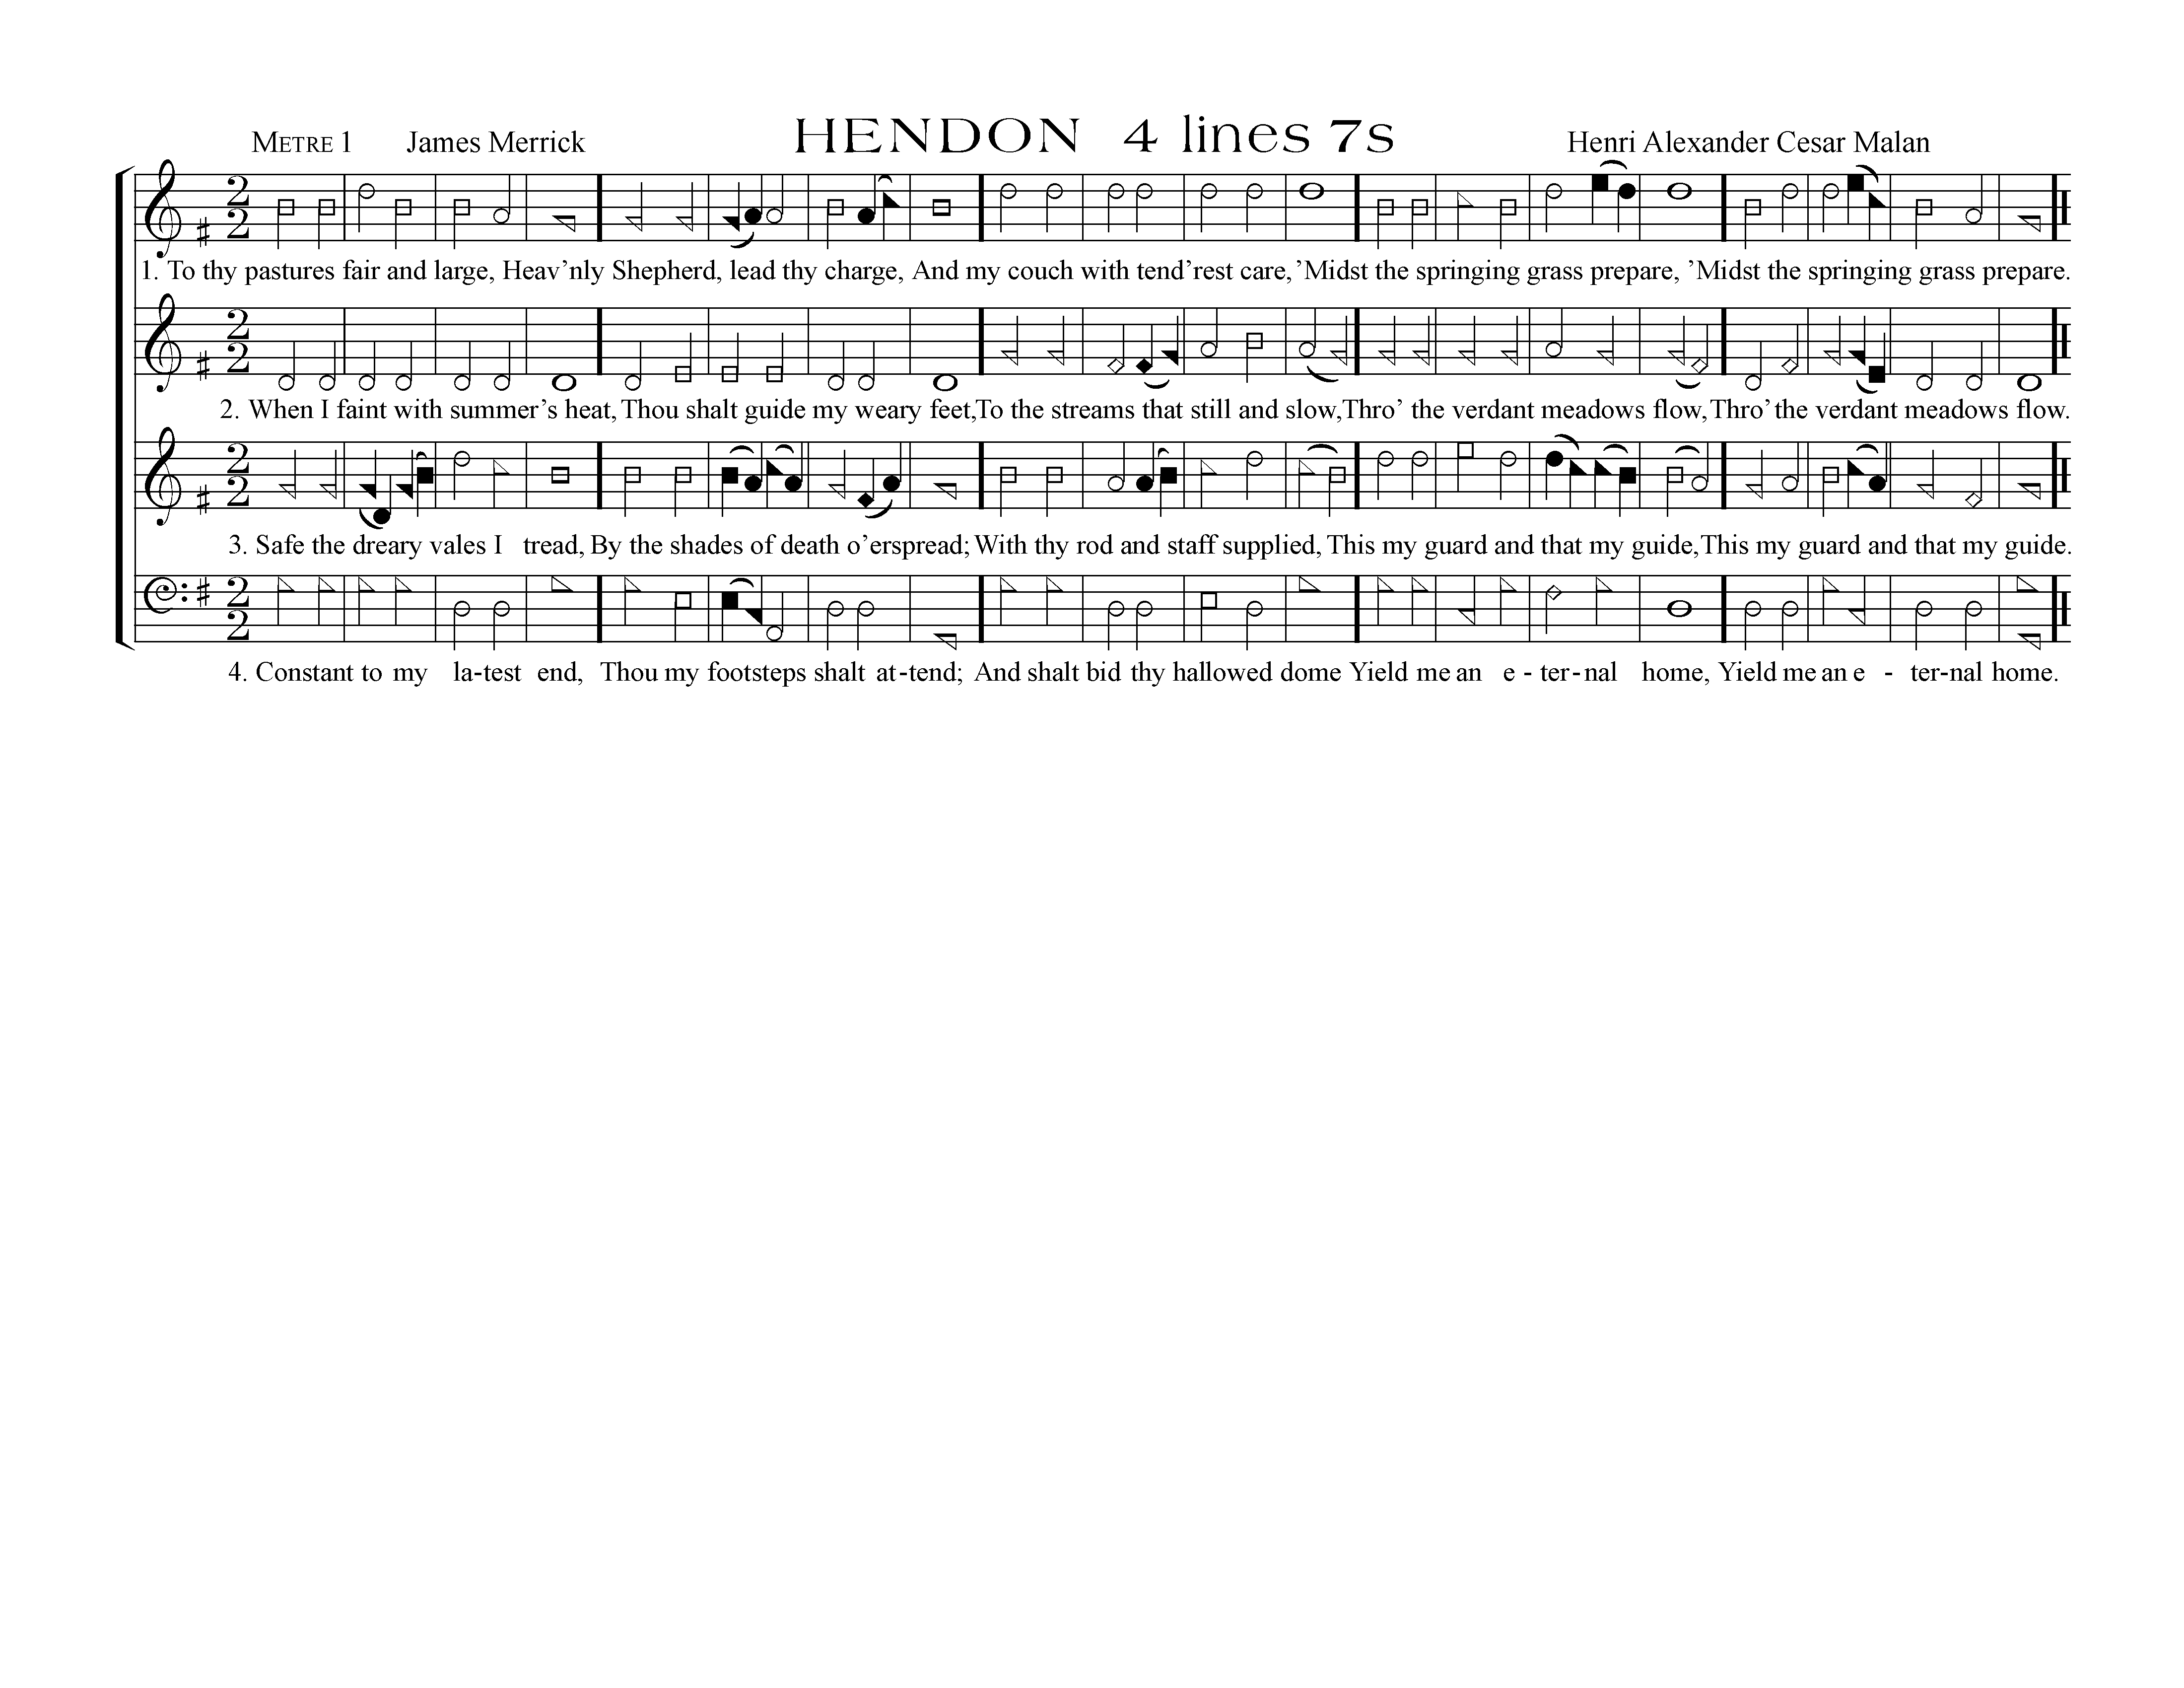 METRE 1 James Merrick HENDON 4 lines 7s Henri Alexander Cesar Malan
2 2
1. To thy pastures fair and large, Heav’nly Shepherd, lead thy charge, And my couch with tend’rest care, ’Midst the springing grass prepare, ’Midst the springing grass prepare.
2 2
2. When I faint with summer’s heat, Thou shalt guide my weary feet, To the streams that still and slow, Thro’ the verdant meadows flow, Thro’ the verdant meadows flow.
2 2
3. Safe the dreary vales I tread, By the shades of death o’erspread; With thy rod and staff supplied, This my guard and that my guide, This my guard and that my guide.
2 2
4. Constant to my la-test end, Thou my footsteps shalt at-tend; And shalt bid thy hallowed dome Yield me an e - ter-nal home, Yield me an e - ter-nal home.